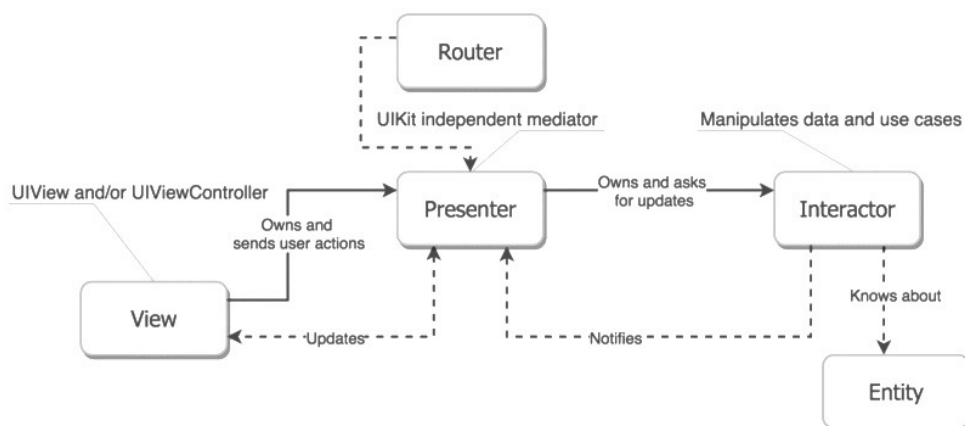 Router
UIKit independent mediator
Manipulates data and use cases
UIView and/or UIViewController
Presenter
Owns and asks
for updates
Interactor
Owns and
sends user actions
View
Updates
Notifies
Knows about
Entity